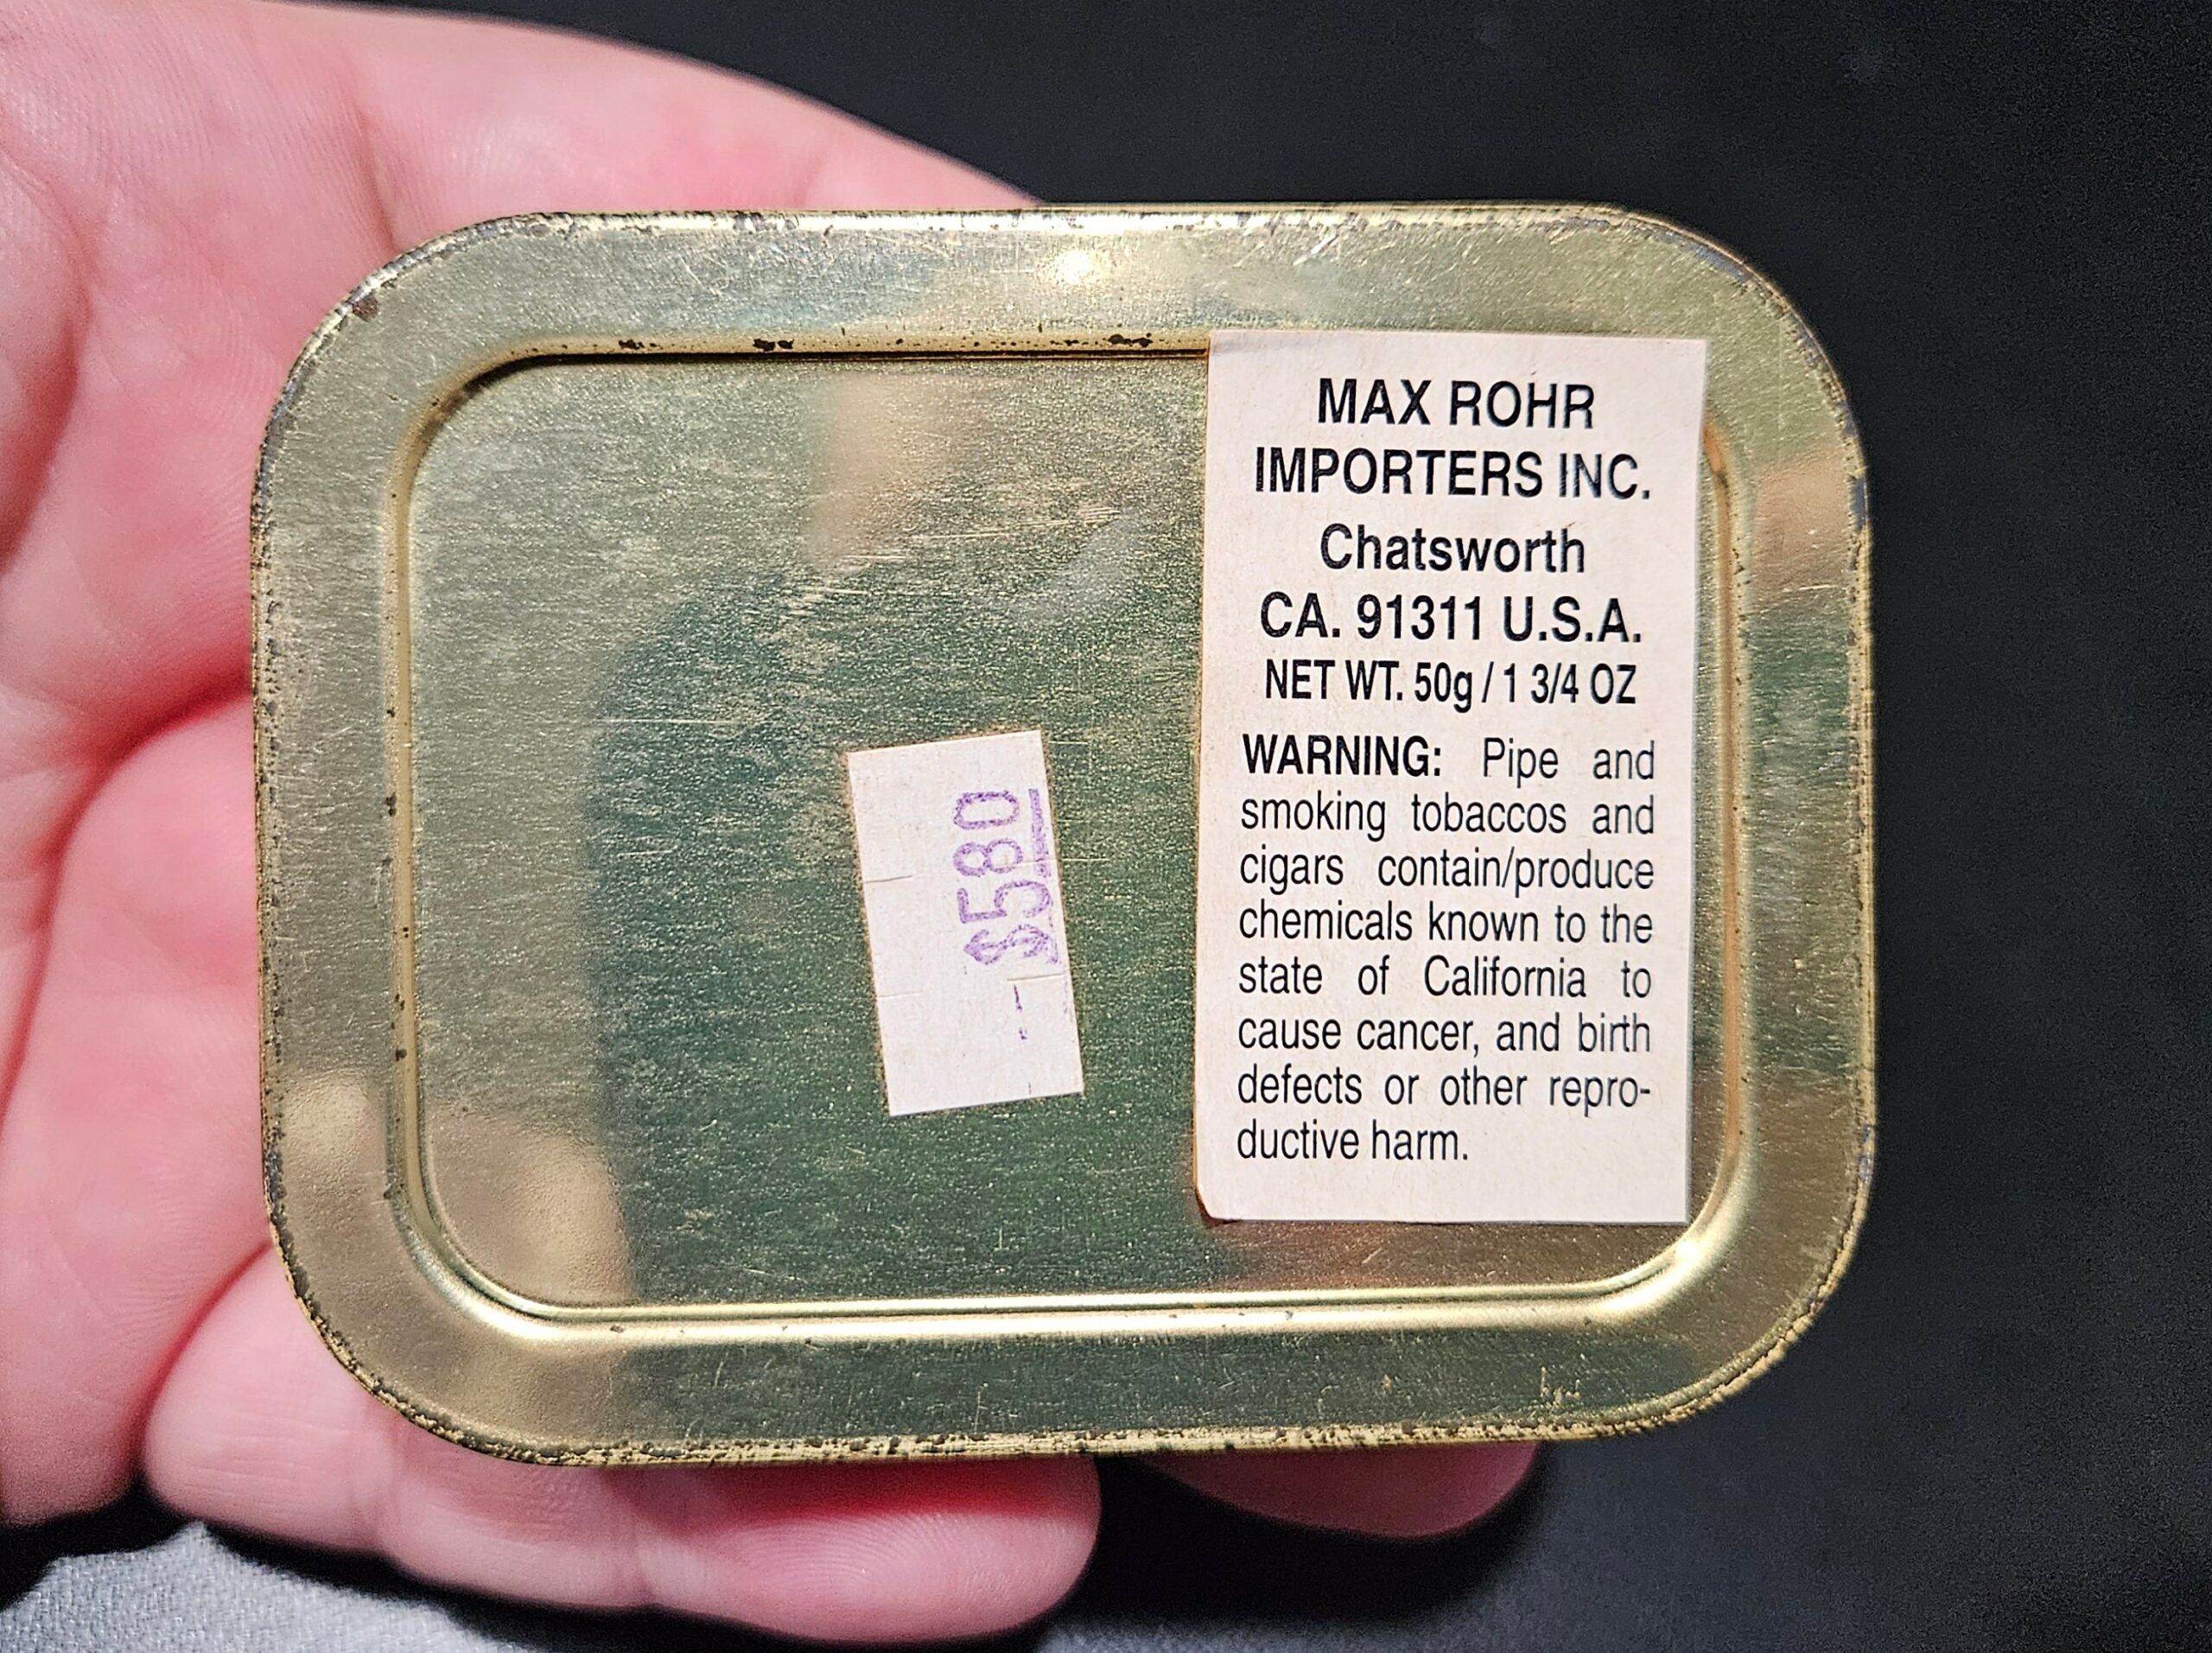 MAX ROHR
IMPORTERS INC.
Chatsworth
CA. 91311 U.S.A.
NET WT. 50g / 1 3/4 OZ
WARNING: Pipe and
smoking tobaccos and
cigars contain/produce
chemicals known to the
state of California to
cause cancer, and birth
defects or other repro-
ductive harm.
$580